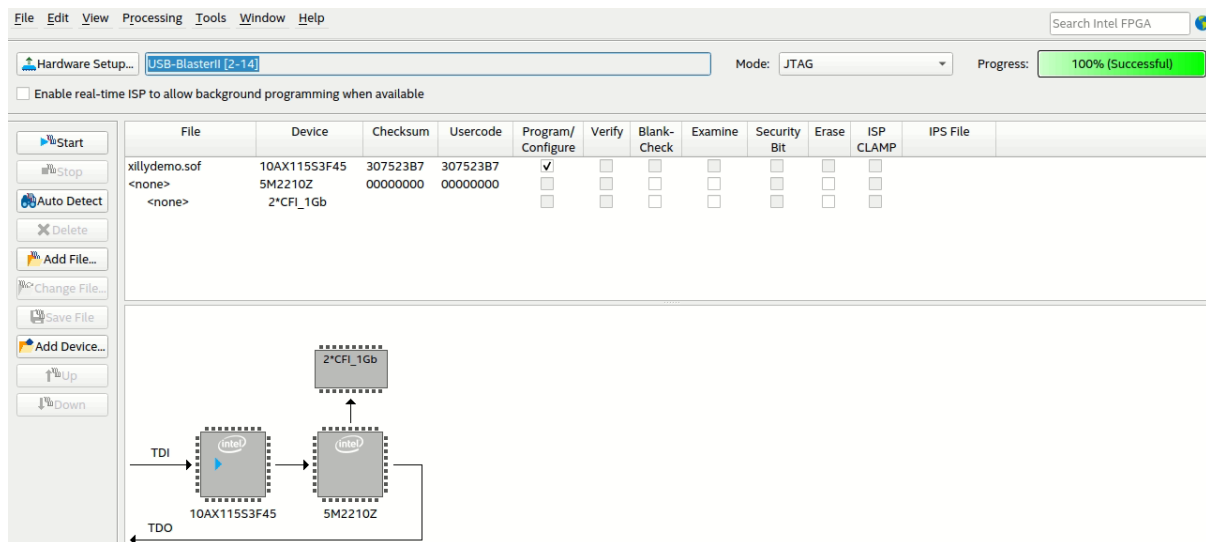 File Edit View Processing Tools Window Help
Search Intel FPGA
Hardware Setup... USB-BlasterII [2-14] Mode: JTAG Progress: 100% (Successful)
Enable real-time ISP to allow background programming when available
File Device Checksum Usercode Program/ Configure Verify Blank- Check Examine Security Bit Erase ISP CLAMP IPS File
xillydemo.sof 10AX115S3F45 307523B7 307523B7
<none> 5M2210Z 00000000 00000000
<none> 2*CFI_1Gb
Start
Stop
Auto Detect
Delete
Add File...
Change File...
Save File
Add Device...
Up
Down
2*CFI_1Gb
TDI
intel
intel
10AX115S3F45 5M2210Z
TDO